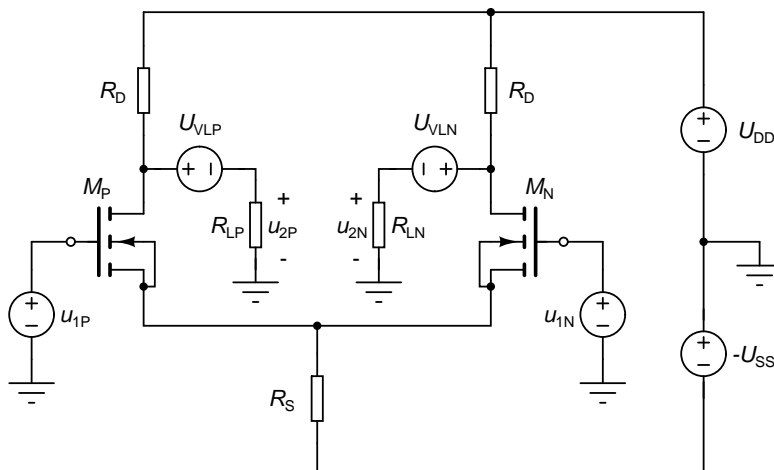 R_D
R_D
U_VLP
U_VLN
U_DD
M_P
M_N
+
-
+
-
+
-
R_LP
u_2P
+
-
u_2N
R_LN
+
-
+
-
u_1P
+
-
u_1N
+
-
-U_SS
R_S